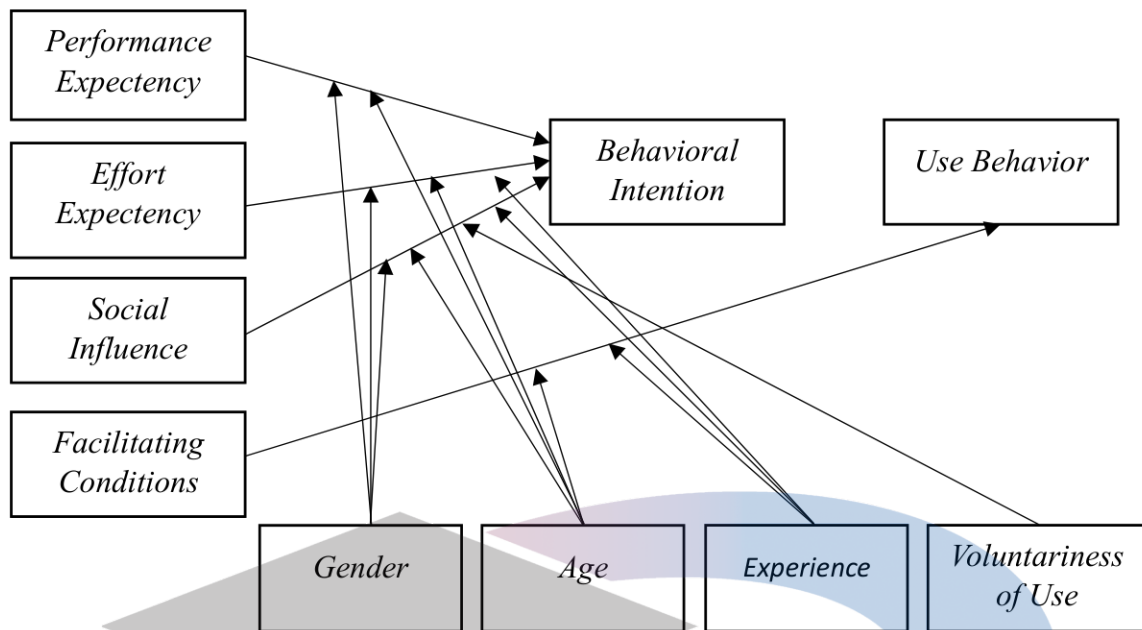 Performance
Expectency
Effort
Expectency
Social
Influence
Facilitating
Conditions
Behavioral
Intention
Use Behavior
Gender
Age
Experience
Voluntariness
of Use